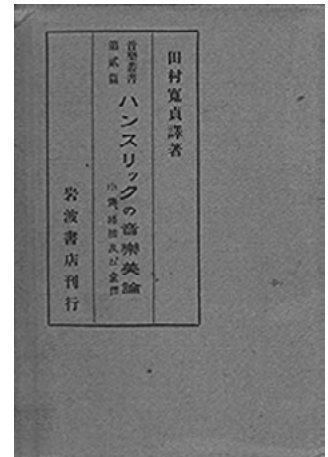 田村寛貞譯著
音樂叢書
第貳篇
ハンスリックの音樂美論
岩波書店刊行